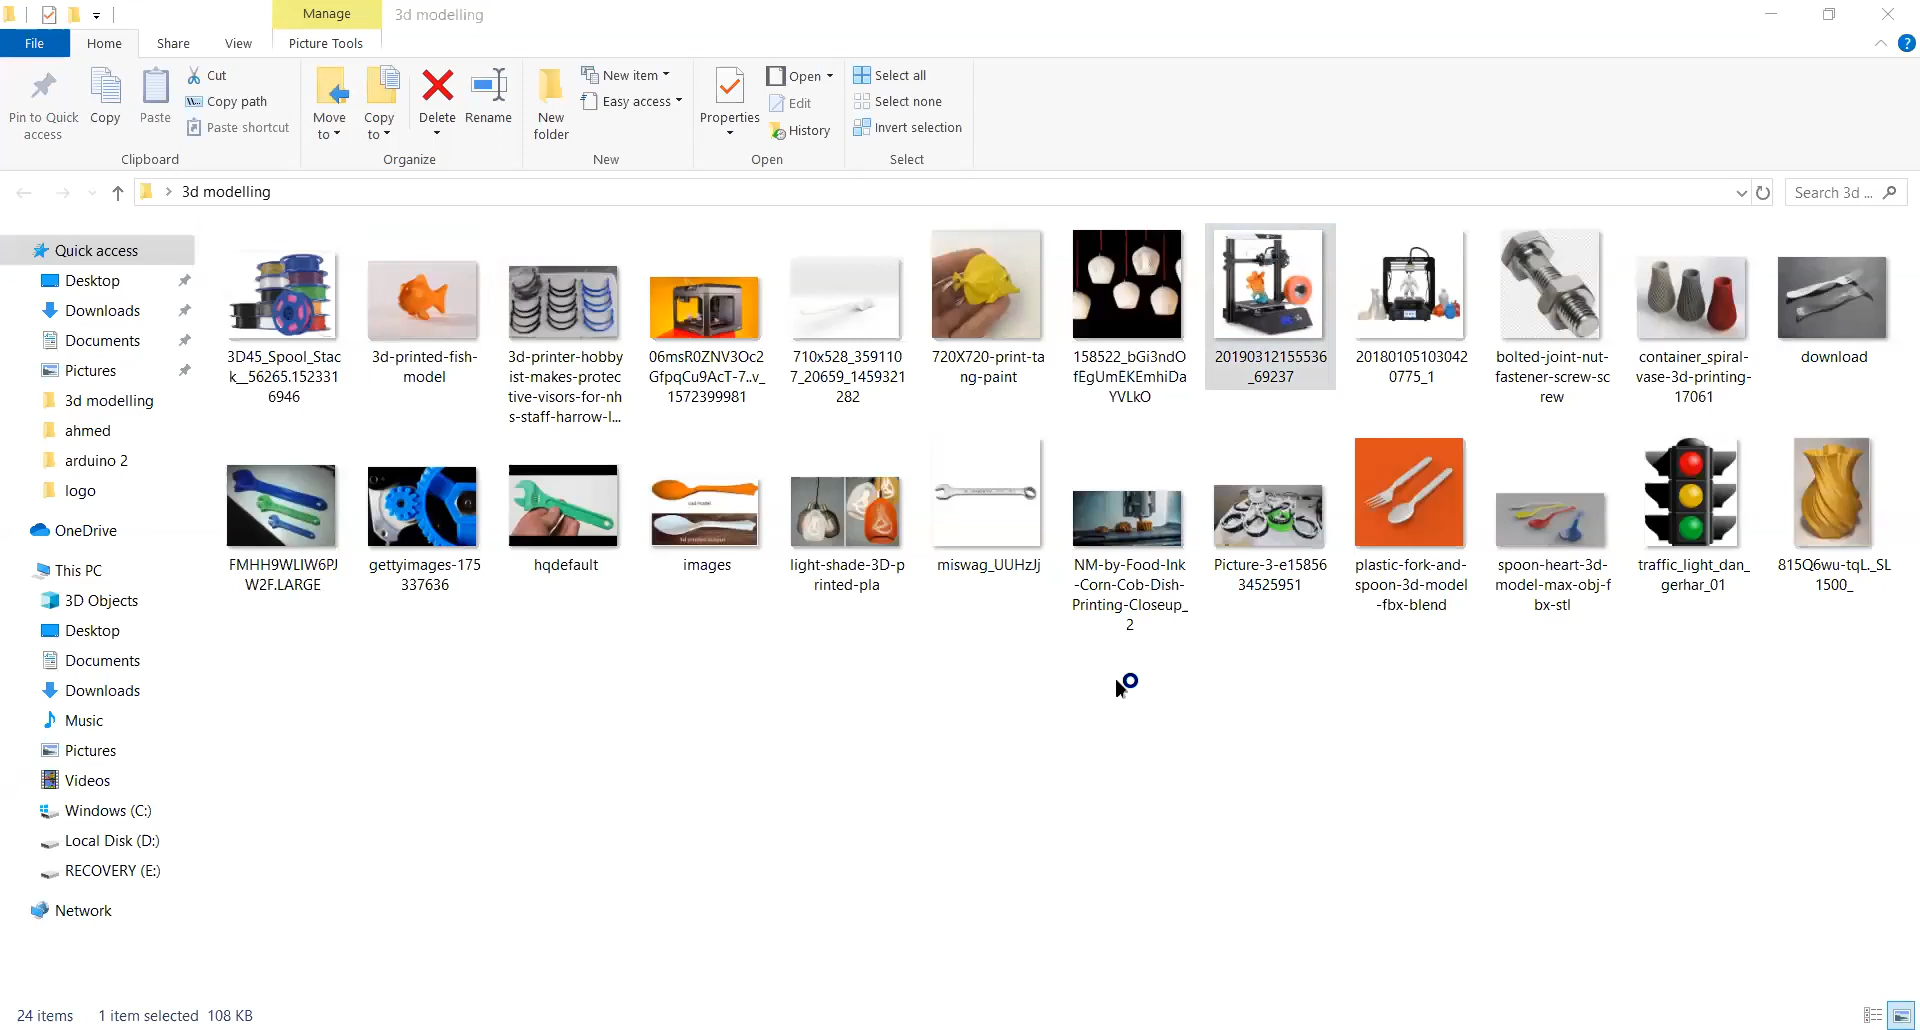 Manage
3d modelling
File
Home
Share
View
Picture Tools
Pin to Quick
access
Copy
Paste
Cut
Copy path
Paste shortcut
Clipboard
Move
to
Copy
to
Delete
Rename
Organize
New
folder
New item
Easy access
New
Properties
Open
Edit
History
Open
Select all
Select none
Invert selection
Select
3d modelling
Search 3d ...
Quick access
Desktop
Downloads
Documents
Pictures
3d modelling
ahmed
arduino 2
logo
OneDrive
This PC
3D Objects
Desktop
Documents
Downloads
Music
Pictures
Videos
Windows (C:)
Local Disk (D:)
RECOVERY (E:)
Network
3D45_Spool_Stac
k__56265.152331
6946
3d-printed-fish-
model
3d-printer-hobby
ist-makes-protec
tive-visors-for-nh
s-staff-harrow-l...
06msR0ZNV3Oc2
GfpqCu9AcT-7..v_
1572399981
710x528_359110
7_20659_1459321
282
720X720-print-ta
ng-paint
158522_bGi3ndO
fEgUmEKEmhiDa
YVLkO
20190312155536
_69237
20180105103042
0775_1
bolted-joint-nut-
fastener-screw-sc
rew
container_spiral-
vase-3d-printing-
17061
download
FMHH9WLIW6PJ
W2F.LARGE
gettyimages-175
337636
hqdefault
images
light-shade-3D-p
rinted-pla
miswag_UUHzJj
NM-by-Food-Ink
-Corn-Cob-Dish-
Printing-Closeup_
2
Picture-3-e15856
34525951
plastic-fork-and-
spoon-3d-model
-fbx-blend
spoon-heart-3d-
model-max-obj-f
bx-stl
traffic_light_dan_
gerhar_01
815Q6wu-tqL._SL
1500_
24 items
1 item selected 108 KB